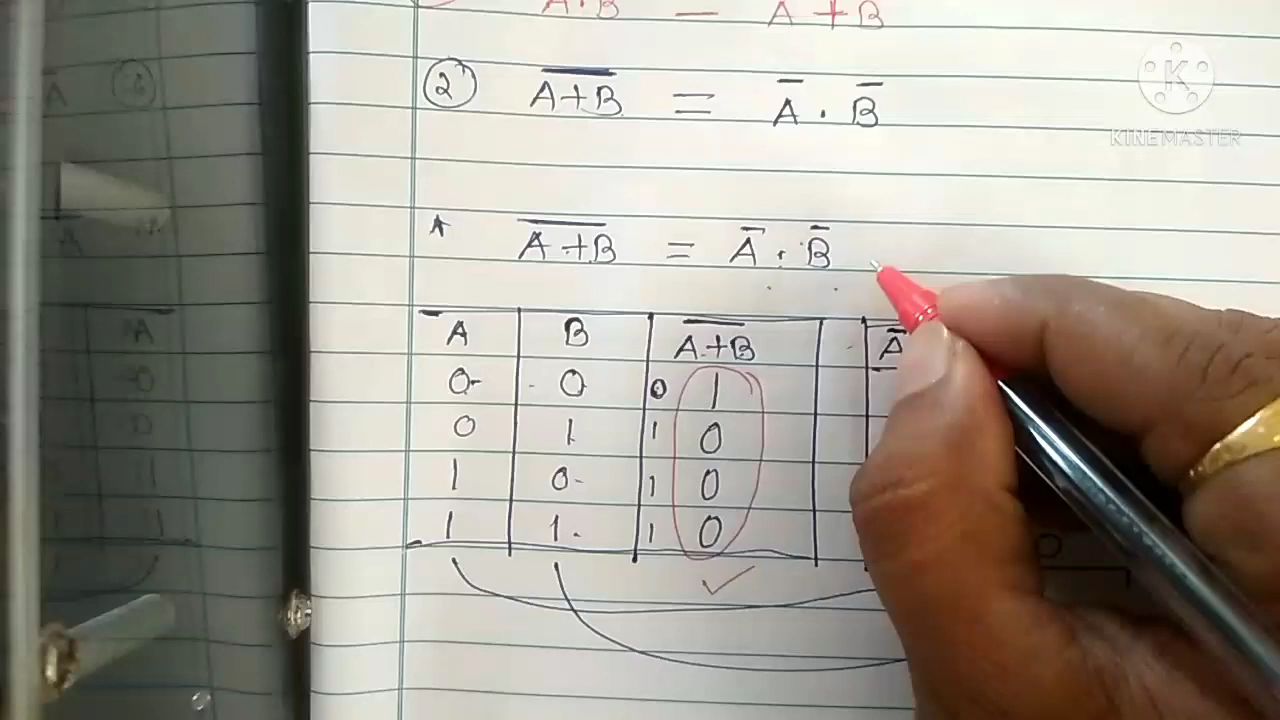 A·B = A + B
② A̅+̅B̅ = A̅ . B̅
* A̅+̅B̅ = A̅ . B̅
A B A̅+̅B̅ A̅
0 0 0 1
0 1 1 0
1 0 1 0
1 1 1 0
K
KINEMASTER